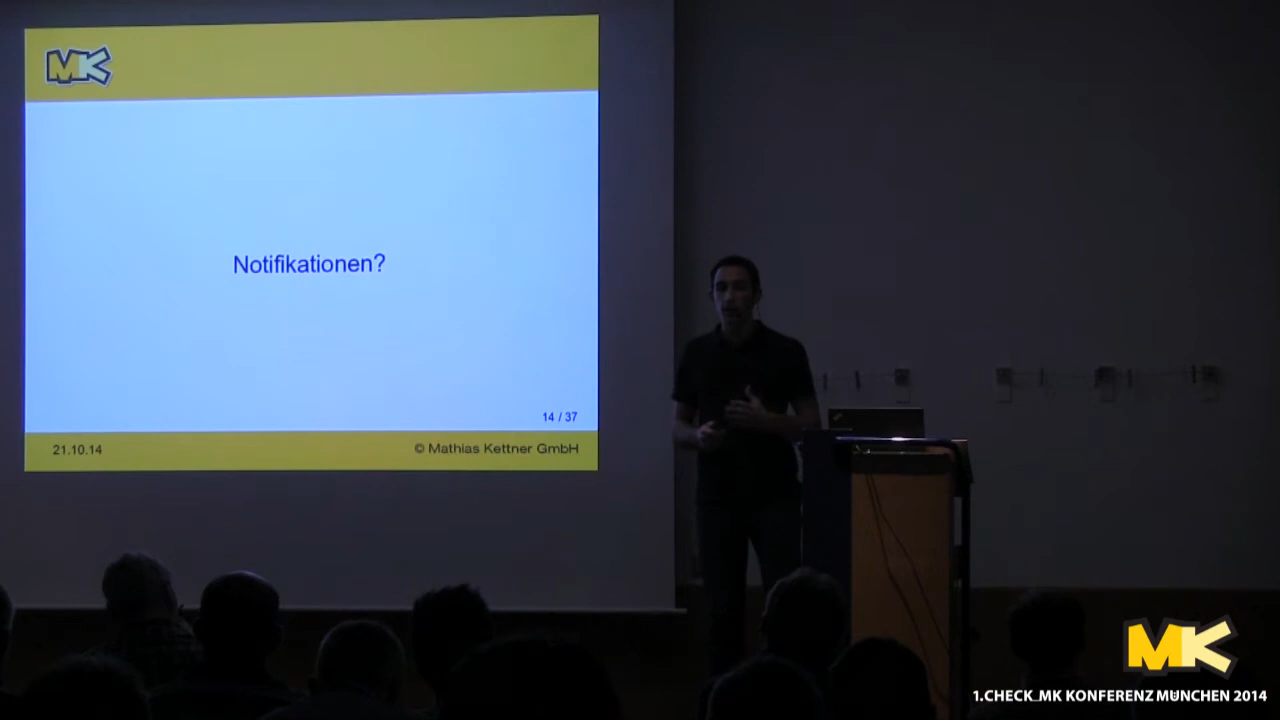 MK
Notifikationen?
14 / 37
21.10.14
© Mathias Kettner GmbH
MK
1.CHECK_MK KONFERENZ MÜNCHEN 2014